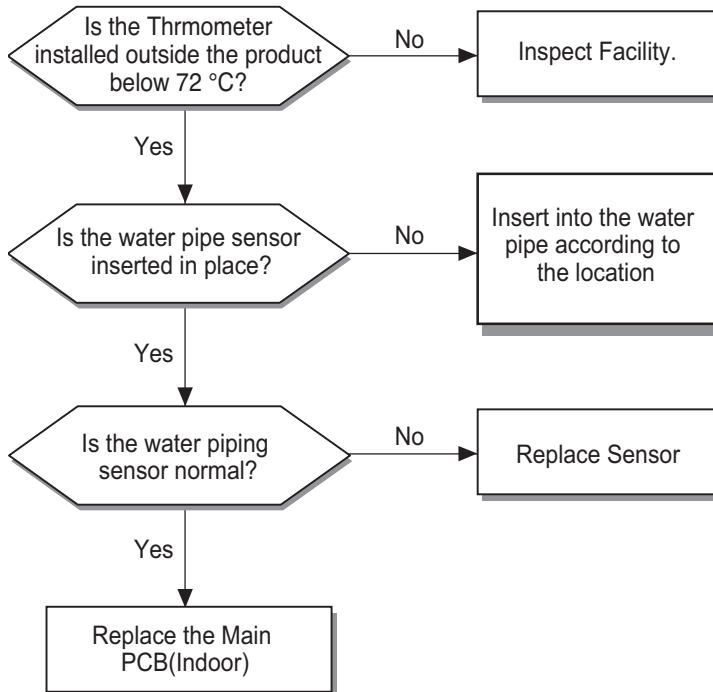 Is the Thrmometer
installed outside the product
below 72 °C?
No
Inspect Facility.
Yes
Is the water pipe sensor
inserted in place?
No
Insert into the water
pipe according to
the location
Yes
Is the water piping
sensor normal?
No
Replace Sensor
Yes
Replace the Main
PCB(Indoor)